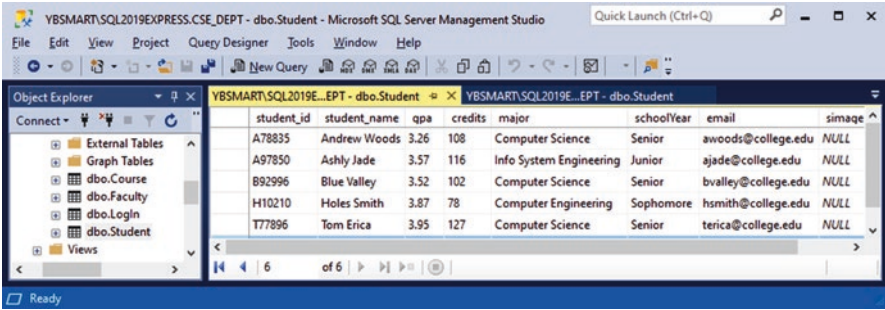 YBSMART\SQL2019EXPRESS.CSE_DEPT - dbo.Student - Microsoft SQL Server Management Studio
Quick Launch (Ctrl+Q)
File Edit View Project Query Designer Tools Window Help
New Query
Object Explorer
YBSMART\SQL2019E...EPT - dbo.Student
YBSMART\SQL2019E...EPT - dbo.Student
Connect
External Tables
Graph Tables
dbo.Course
dbo.Faculty
dbo.LogIn
dbo.Student
Views
student_id student_name gpa credits major schoolYear email simage
A78835 Andrew Woods 3.26 108 Computer Science Senior awoods@college.edu NULL
A97850 Ashly Jade 3.57 116 Info System Engineering Junior ajade@college.edu NULL
B92996 Blue Valley 3.52 102 Computer Science Senior bvalley@college.edu NULL
H10210 Holes Smith 3.87 78 Computer Engineering Sophomore hsmith@college.edu NULL
T77896 Tom Erica 3.95 127 Computer Science Senior terica@college.edu NULL
6 of 6
Ready